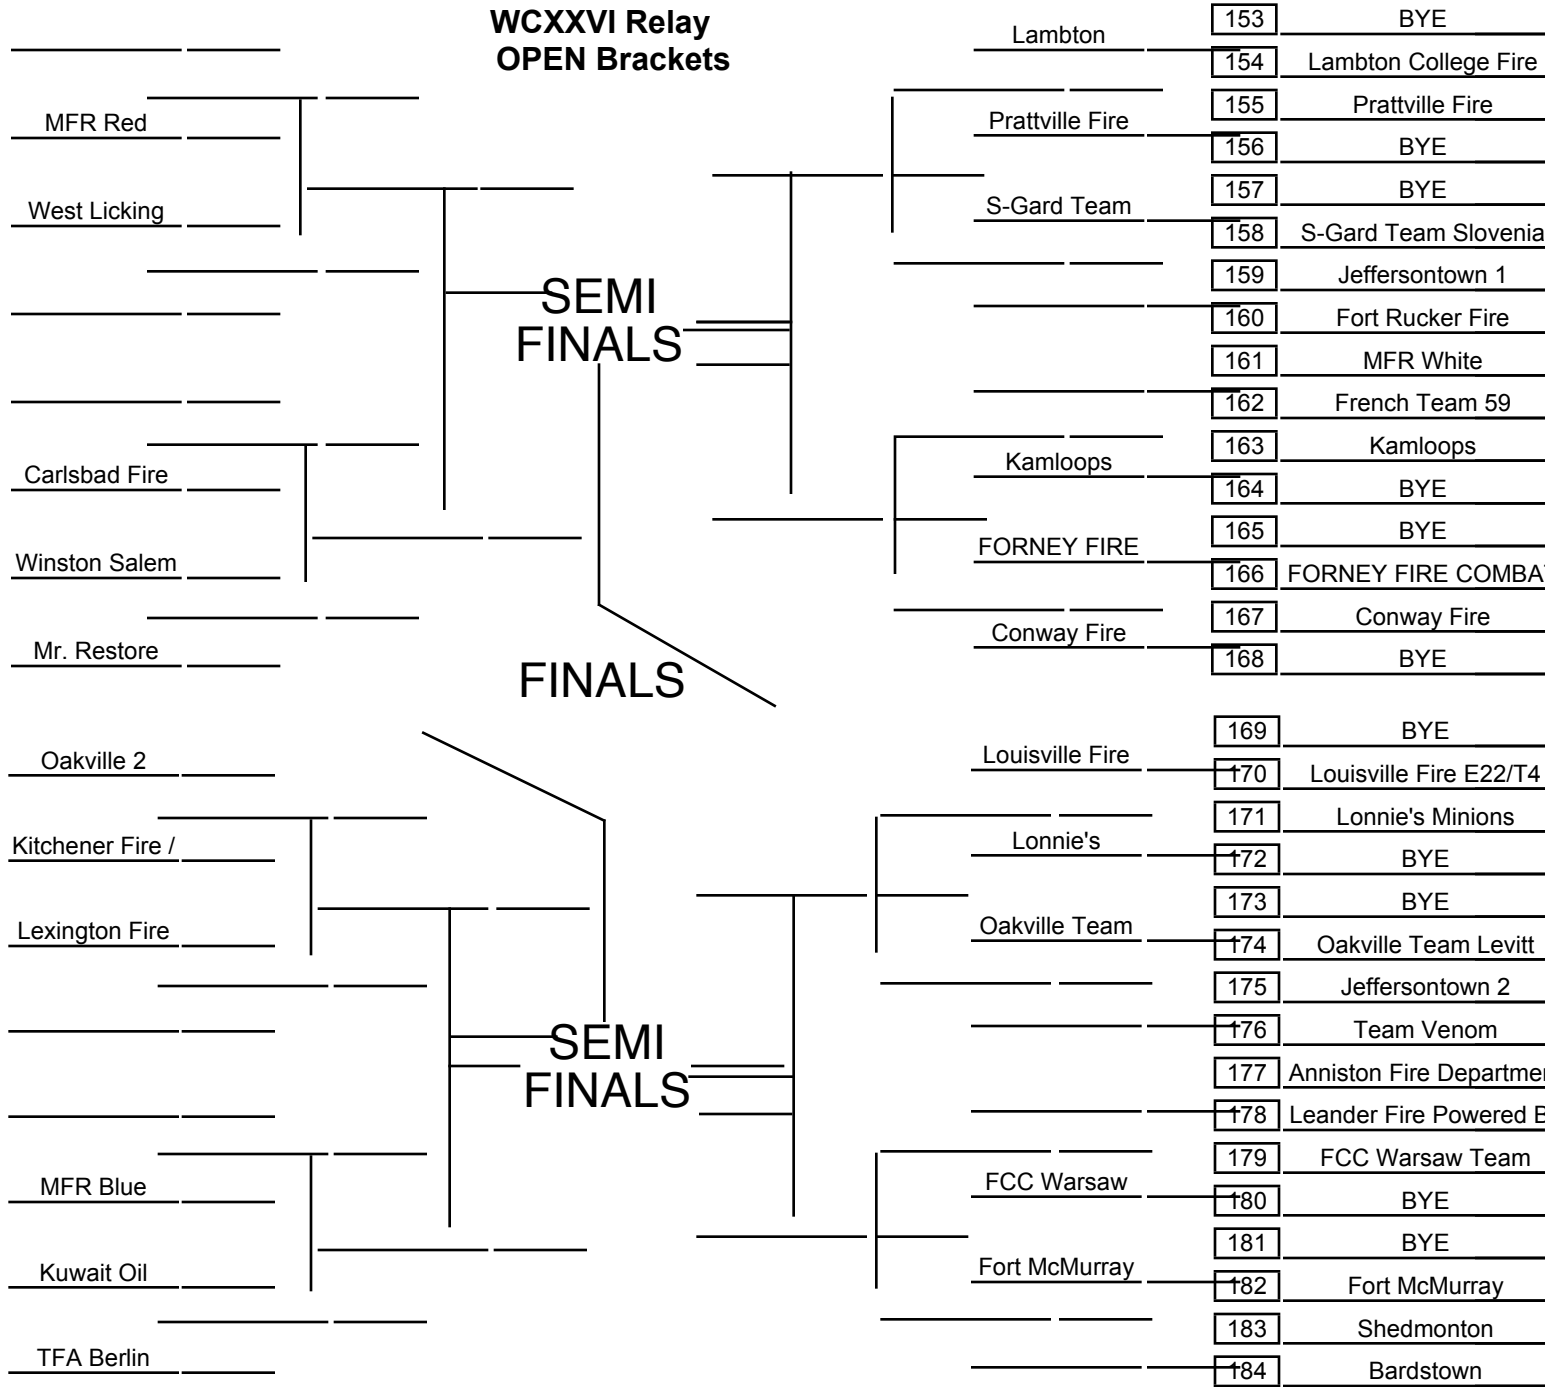 WCXXVI Relay
OPEN Brackets
MFR Red
West Licking
Carlsbad Fire
Winston Salem
Mr. Restore
Oakville 2
Kitchener Fire /
Lexington Fire
MFR Blue
Kuwait Oil
TFA Berlin
SEMI
FINALS
FINALS
SEMI
FINALS
Lambton
Prattville Fire
S-Gard Team
Kamloops
FORNEY FIRE
Conway Fire
Louisville Fire
Lonnie's
Oakville Team
FCC Warsaw
Fort McMurray
153 BYE
154 Lambton College Fire
155 Prattville Fire
156 BYE
157 BYE
158 S-Gard Team Slovenia
159 Jeffersontown 1
160 Fort Rucker Fire
161 MFR White
162 French Team 59
163 Kamloops
164 BYE
165 BYE
166 FORNEY FIRE COMBAT
167 Conway Fire
168 BYE
169 BYE
170 Louisville Fire E22/T4
171 Lonnie's Minions
172 BYE
173 BYE
174 Oakville Team Levitt
175 Jeffersontown 2
176 Team Venom
177 Anniston Fire Departmen
178 Leander Fire Powered B
179 FCC Warsaw Team
180 BYE
181 BYE
182 Fort McMurray
183 Shedmonton
184 Bardstown